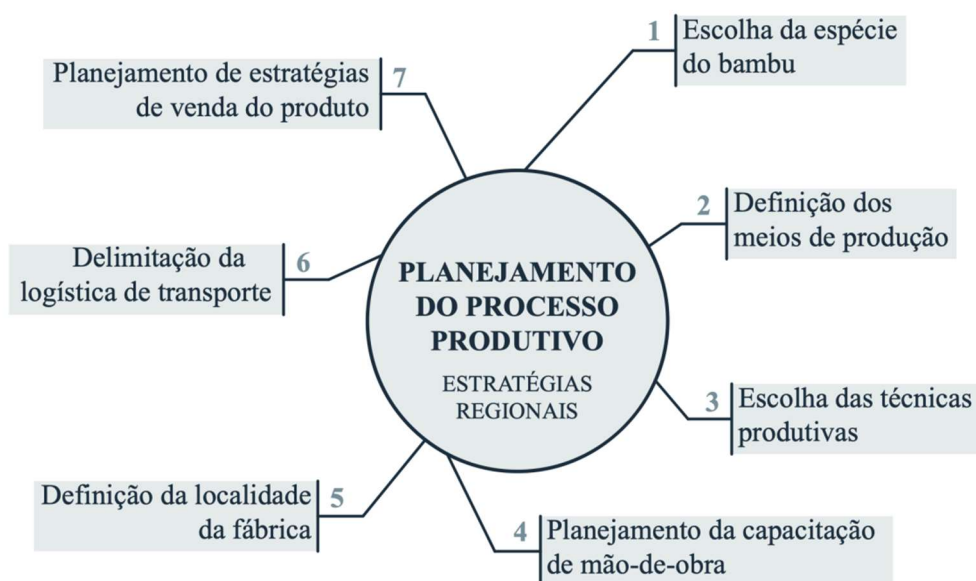 PLANEJAMENTO
DO PROCESSO
PRODUTIVO
ESTRATÉGIAS
REGIONAIS
1
Escolha da espécie
do bambu
2
Definição dos
meios de produção
3
Escolha das técnicas
produtivas
4
Planejamento da capacitação
de mão-de-obra
5
Definição da localidade
da fábrica
6
Delimitação da
logística de transporte
7
Planejamento de estratégias
de venda do produto